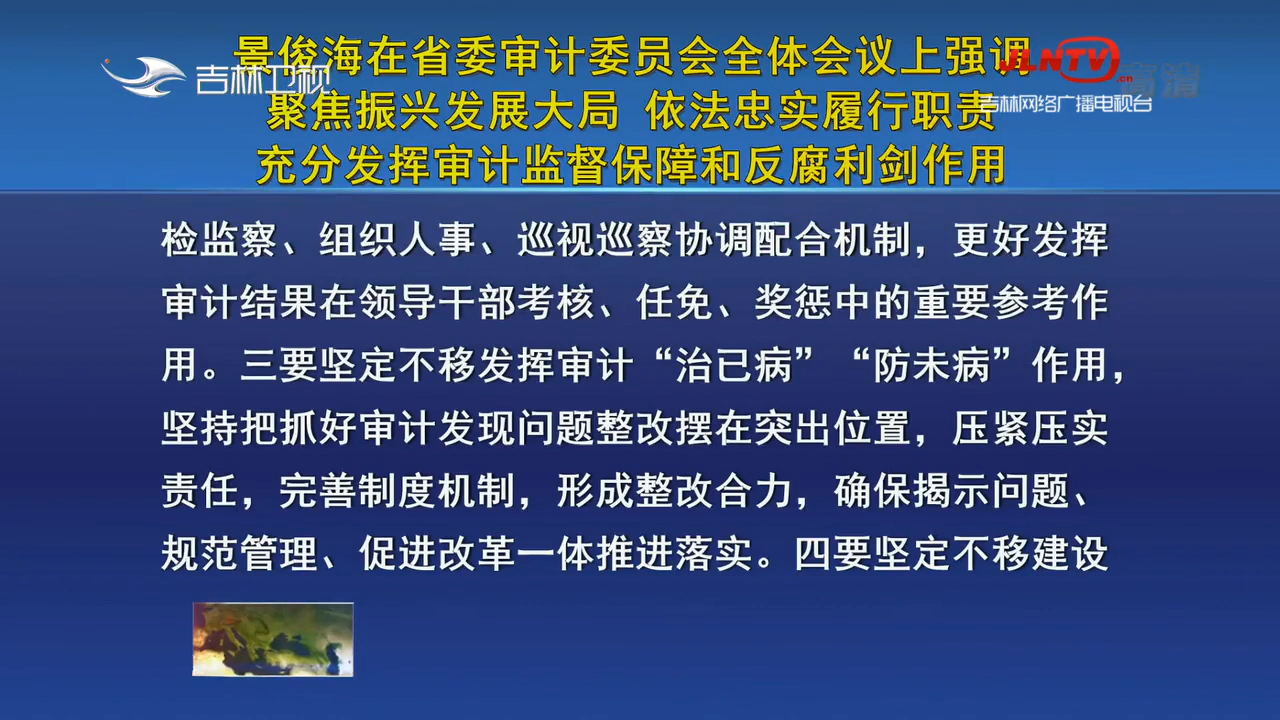 景俊海在省委审计委员会全体会议上强调
吉林卫视
JLNTV
.cn
高清
吉林网络广播电视台
聚焦振兴发展大局 依法忠实履行职责
充分发挥审计监督保障和反腐利剑作用
检监察、组织人事、巡视巡察协调配合机制，更好发挥
审计结果在领导干部考核、任免、奖惩中的重要参考作
用。三要坚定不移发挥审计“治已病”“防未病”作用，
坚持把抓好审计发现问题整改摆在突出位置，压紧压实
责任，完善制度机制，形成整改合力，确保揭示问题、
规范管理、促进改革一体推进落实。四要坚定不移建设